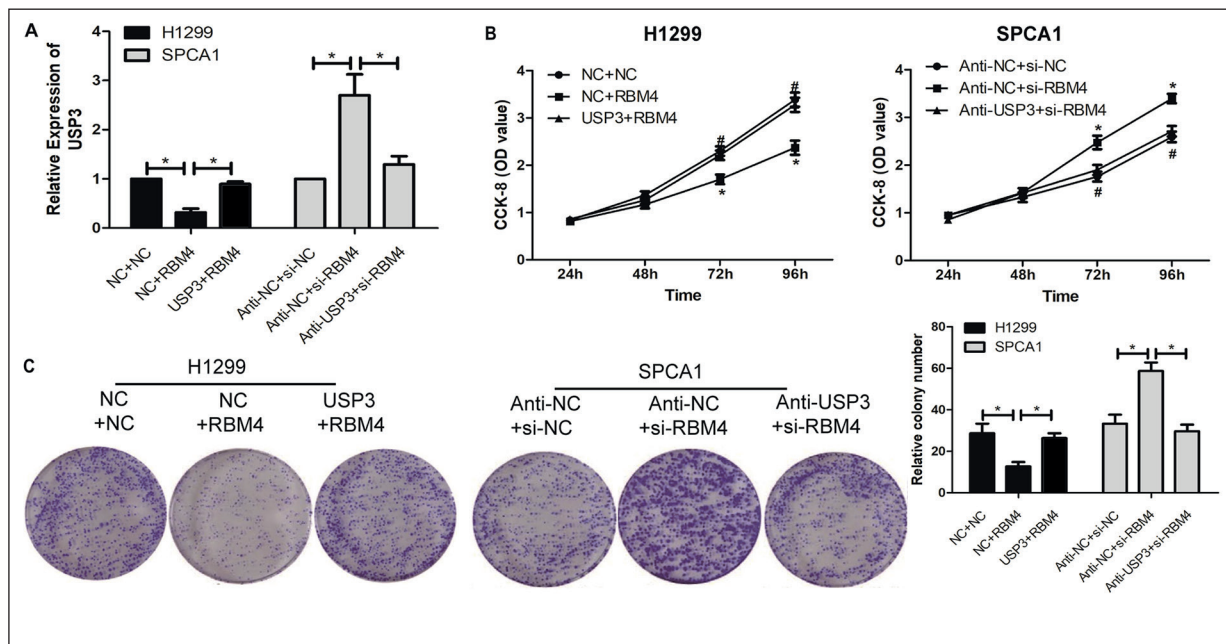 A
H1299
SPCA1
Relative Expression of
USP3
4
3
2
1
0
*
*
*
*
NC+NC
NC+RBM4
USP3+RBM4
Anti-NC+si-NC
Anti-NC+si-RBM4
Anti-USP3+si-RBM4
B
H1299
CCK-8 (OD value)
4
3
2
1
0
NC+NC
NC+RBM4
USP3+RBM4
#
#
*
*
24h
48h
72h
96h
Time
SPCA1
CCK-8 (OD value)
4
3
2
1
0
Anti-NC+si-NC
Anti-NC+si-RBM4
Anti-USP3+si-RBM4
*
*
#
#
24h
48h
72h
96h
Time
C
H1299
NC
+NC
NC
+RBM4
USP3
+RBM4
SPCA1
Anti-NC
+si-NC
Anti-NC
+si-RBM4
Anti-USP3
+si-RBM4
Relative colony number
80
60
40
20
0
H1299
SPCA1
*
*
*
*
NC+NC
NC+RBM4
USP3+RBM4
Anti-NC+si-NC
Anti-NC+si-RBM4
Anti-USP3+si-RBM4